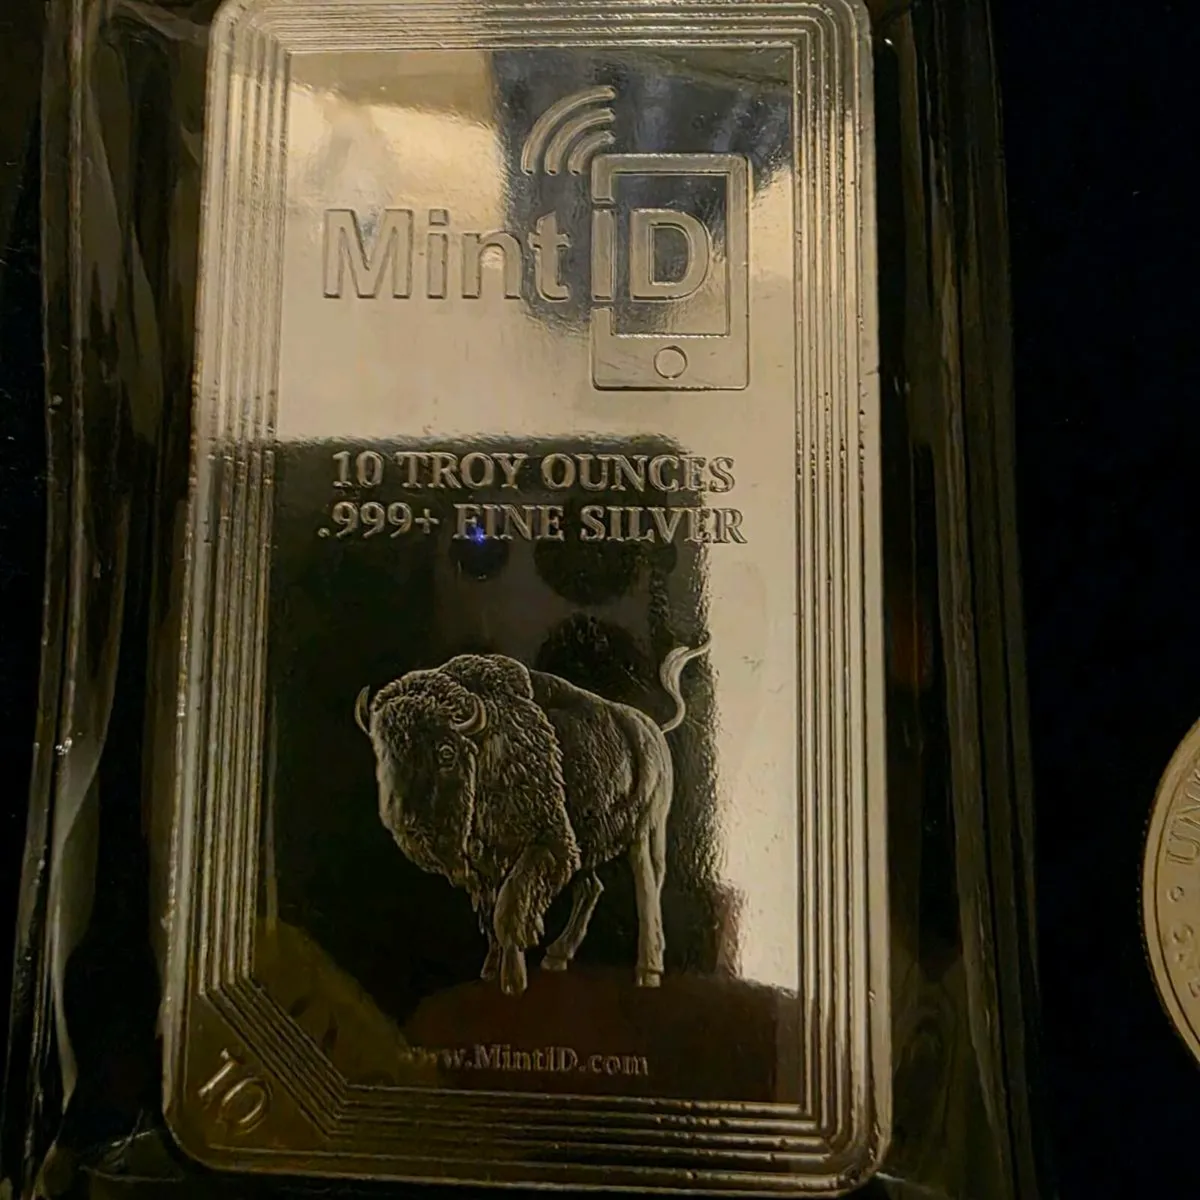 MintID
10 TROY OUNCES
.999+ FINE SILVER
www.MintID.com
10